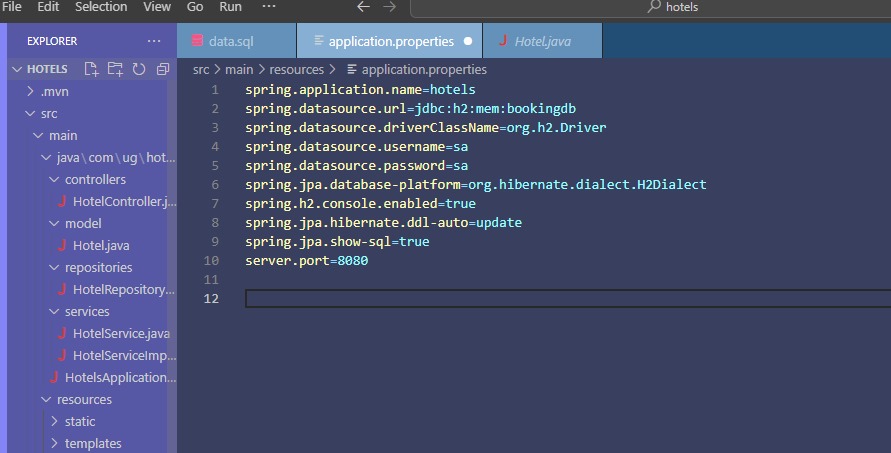 File Edit Selection View Go Run ··· ← → hotels
EXPLORER ···
data.sql
application.properties
Hotel.java
HOTELS
src > main > resources > application.properties
.mvn
src
main
java\com\ug\hot...
controllers
HotelController.j...
model
Hotel.java
repositories
HotelRepository...
services
HotelService.java
HotelServiceImp...
HotelsApplication...
resources
static
templates
1 spring.application.name=hotels
2 spring.datasource.url=jdbc:h2:mem:bookingdb
3 spring.datasource.driverClassName=org.h2.Driver
4 spring.datasource.username=sa
5 spring.datasource.password=sa
6 spring.jpa.database-platform=org.hibernate.dialect.H2Dialect
7 spring.h2.console.enabled=true
8 spring.jpa.hibernate.ddl-auto=update
9 spring.jpa.show-sql=true
10 server.port=8080
11
12